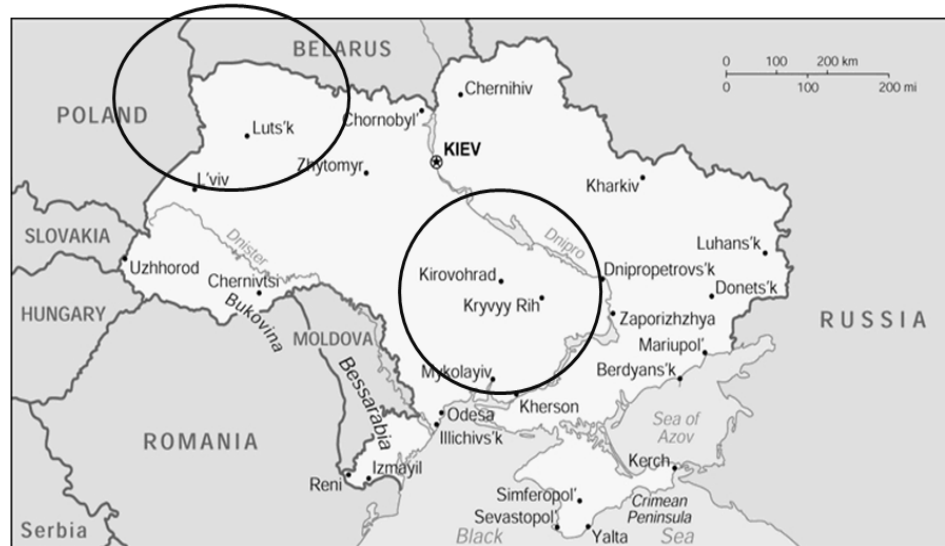 BELARUS
POLAND
Chernihiv
0 100 200 km
0 100 200 mi
Chornobyl'
Luts'k
KIEV
Zhytomyr
L'viv
Kharkiv
SLOVAKIA
Dnister
Dnipro
Luhans'k
Uzhhorod
Chernivtsi
Kirovohrad
Dnipropetrovs'k
Donets'k
HUNGARY
Bukovina
Kryvyy Rih
Zaporizhzhya
RUSSIA
MOLDOVA
Mariupol'
Bessarabia
Mykolayiv
Berdyans'k
ROMANIA
Odesa
Kherson
Illichivs'k
Sea of
Azov
Izmayil
Reni
Kerch
Simferopol'
Crimean
Peninsula
Sevastopol'
Serbia
Black
Yalta
Sea